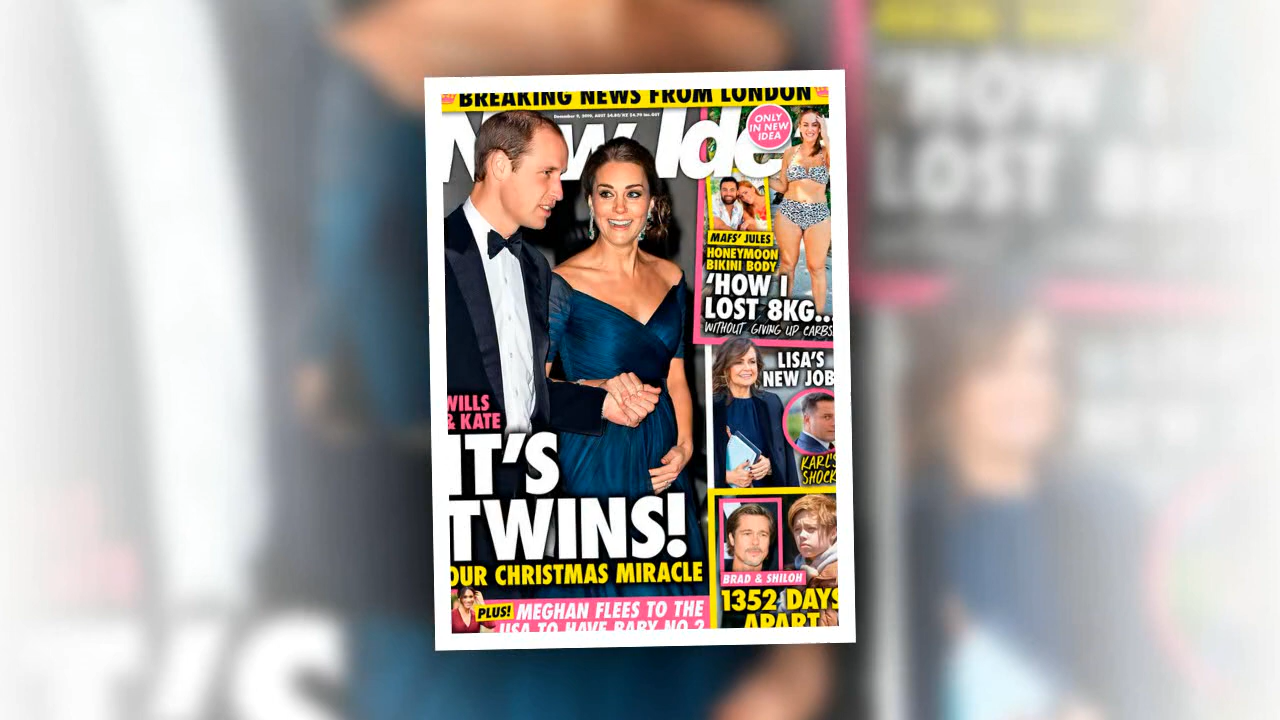 BREAKING NEWS FROM LONDON
New Idea
ONLY
IN NEW
IDEA
MAFS' JULES
HONEYMOON
BIKINI BODY
'HOW I
LOST 8KG...
WITHOUT GIVING UP CARBS
LISA'S
NEW JOB
KARL'S
SHOCK
WILLS
& KATE
IT'S
TWINS!
OUR CHRISTMAS MIRACLE
BRAD & SHILOH
1352 DAYS
APART
PLUS!
MEGHAN FLEES TO THE
USA TO HAVE BABY NO.2